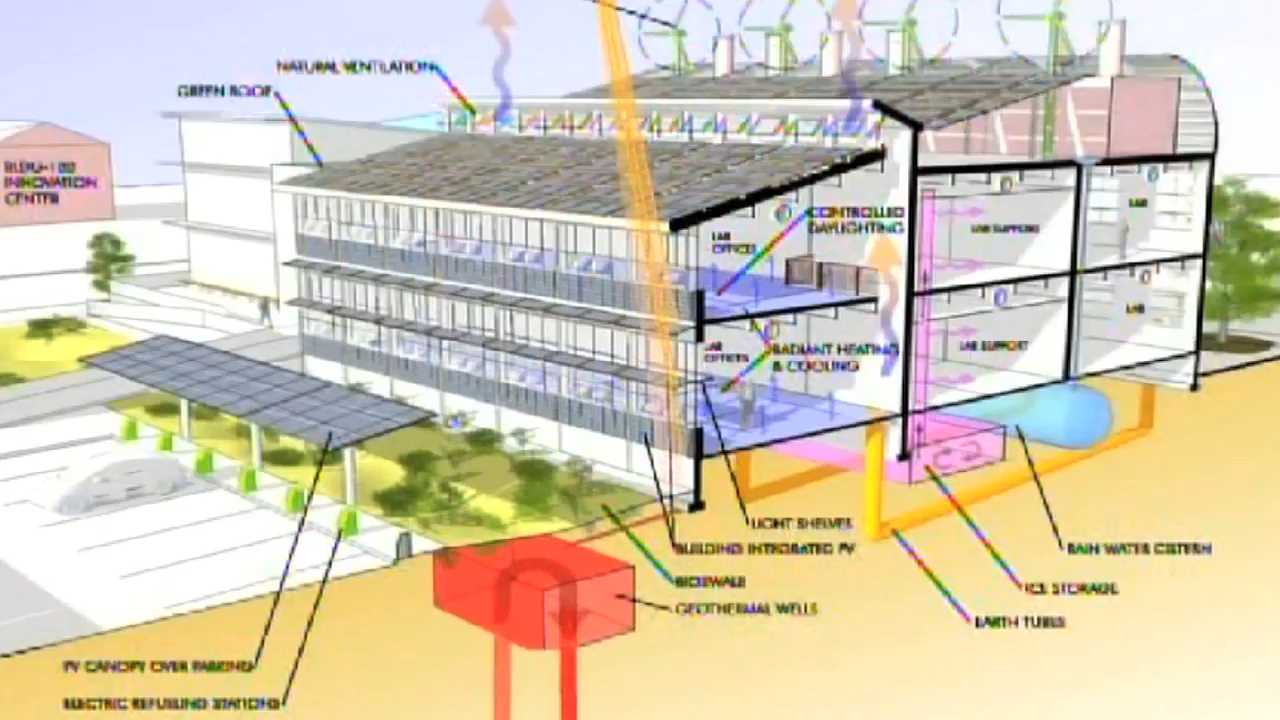 NATURAL VENTILATION
GREEN ROOF
BLDG-100
INNOVATION
CENTER
CONTROLLED
DAYLIGHTING
LAB
OFFICES
LAB SUPPORT
LAB
RADIANT HEATING
& COOLING
LAB
OFFICES
LAB SUPPORT
LAB
LIGHT SHELVES
BUILDING INTEGRATED PV
BIOSWALE
GEOTHERMAL WELLS
RAIN WATER CISTERN
ICE STORAGE
EARTH TUBES
PV CANOPY OVER PARKING
ELECTRIC REFUELING STATIONS